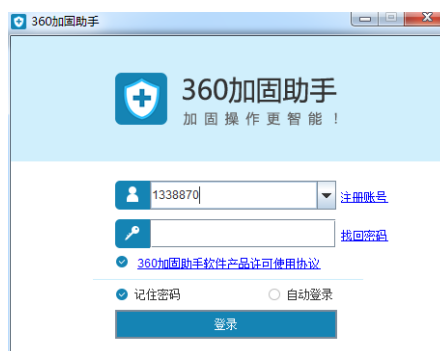 360加固助手
360加固助手
加固操作更智能！
1338870 注册账号
找回密码
360加固助手软件产品许可使用协议
记住密码 自动登录
登录